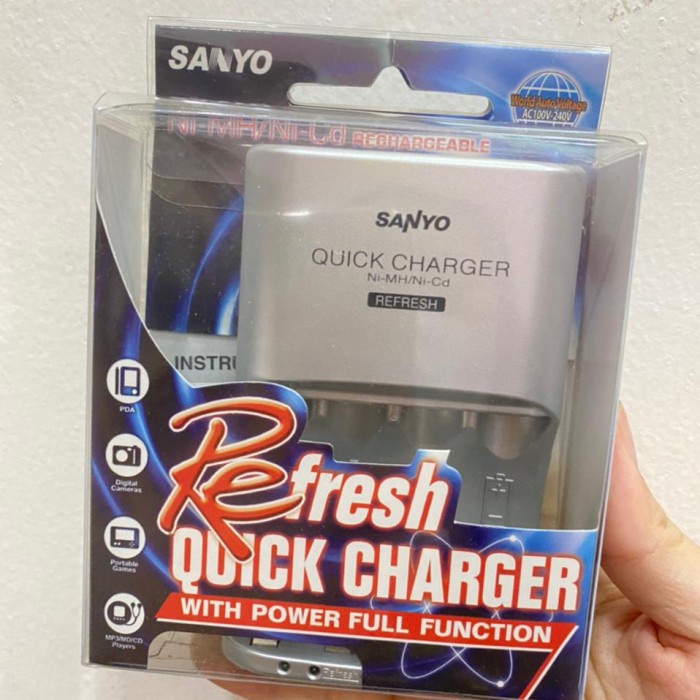 SANYO
World Auto Voltage
AC100V-240V
Ni-MH/Ni-Cd RECHARGEABLE
SANYO
QUICK CHARGER
Ni-MH/Ni-Cd
REFRESH
INSTRU
PDA
Digital
Cameras
Portable
Games
MP3/MD/CD
Players
Refresh
QUICK CHARGER
WITH POWER FULL FUNCTION
Refresh